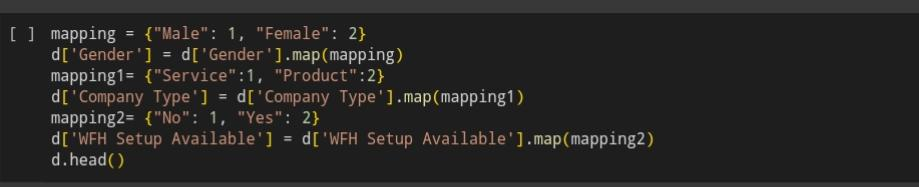 [ ] mapping = {"Male": 1, "Female": 2}
d['Gender'] = d['Gender'].map(mapping)
mapping1= {"Service":1, "Product":2}
d['Company Type'] = d['Company Type'].map(mapping1)
mapping2= {"No": 1, "Yes": 2}
d['WFH Setup Available'] = d['WFH Setup Available'].map(mapping2)
d.head()